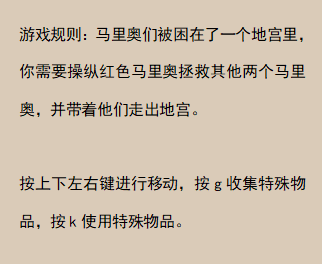 游戏规则：马里奥们被困在了一个地宫里，
你需要操纵红色马里奥拯救其他两个马里
奥，并带着他们走出地宫。
按上下左右键进行移动，按 g 收集特殊物
品，按 k 使用特殊物品。